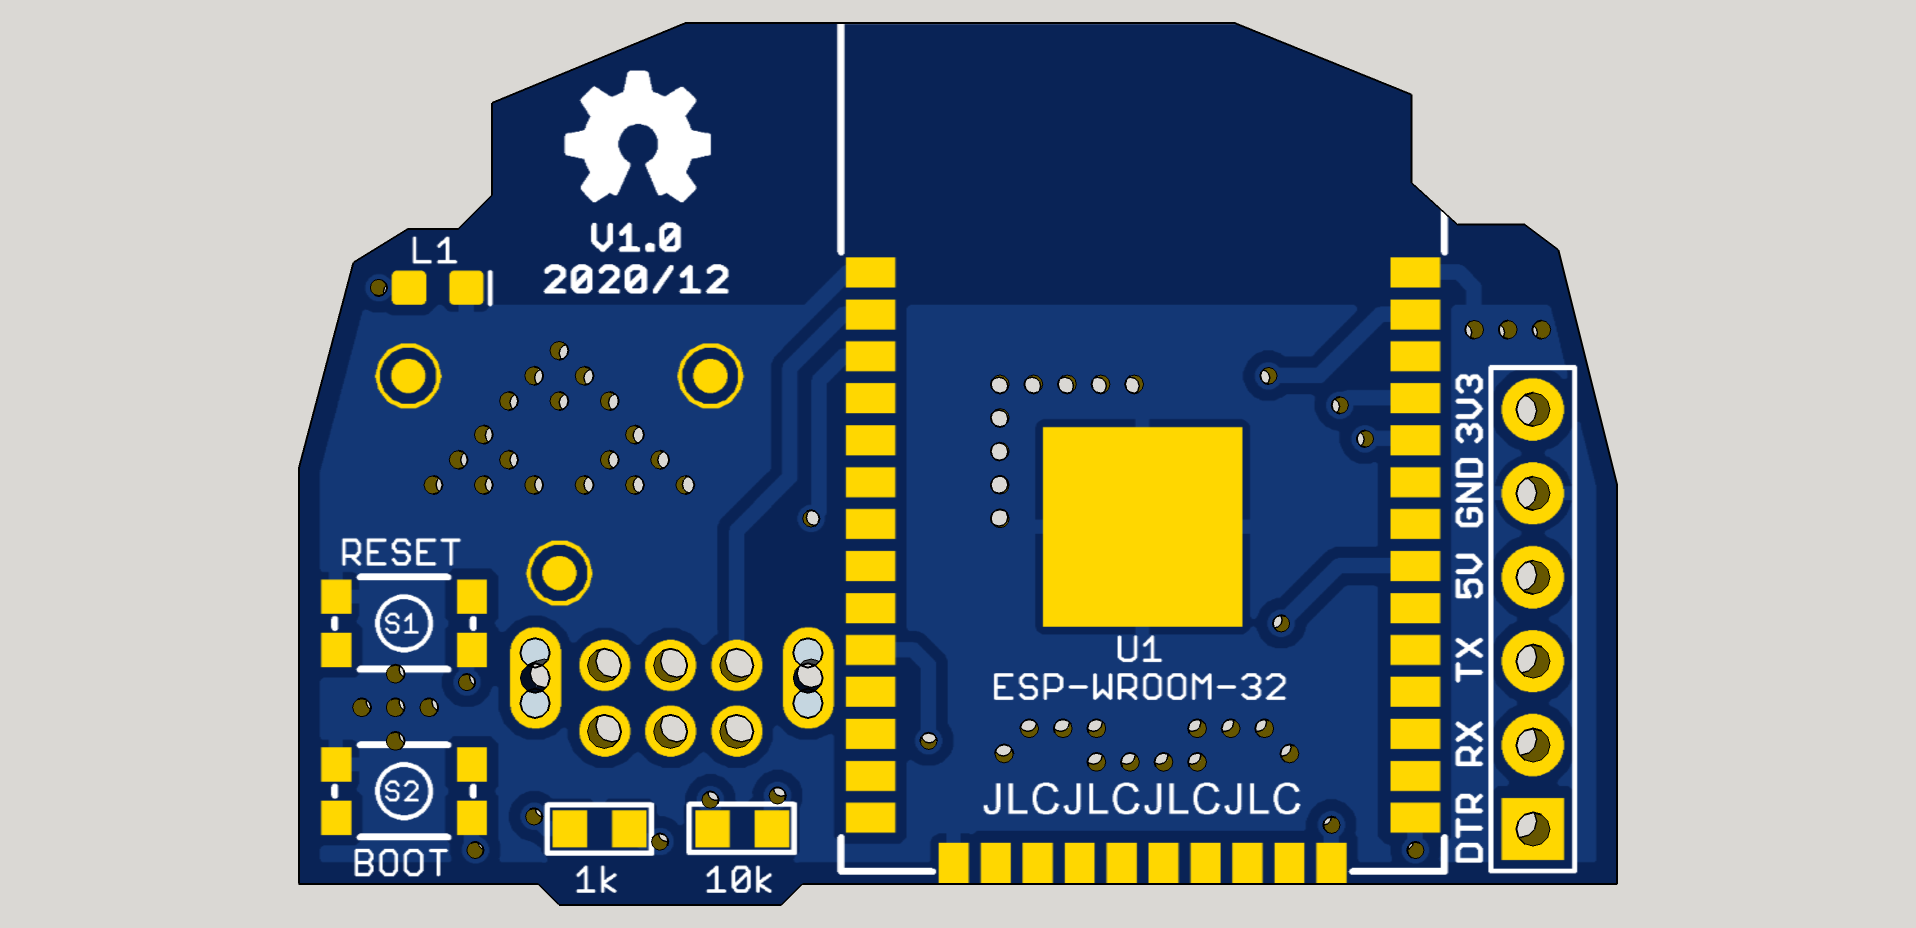 V1.0
2020/12
L1
3V3
GND
5V
TX
RX
DTR
RESET
S1
S2
BOOT
1k
10k
U1
ESP-WROOM-32
JLCJLCJLCJLC